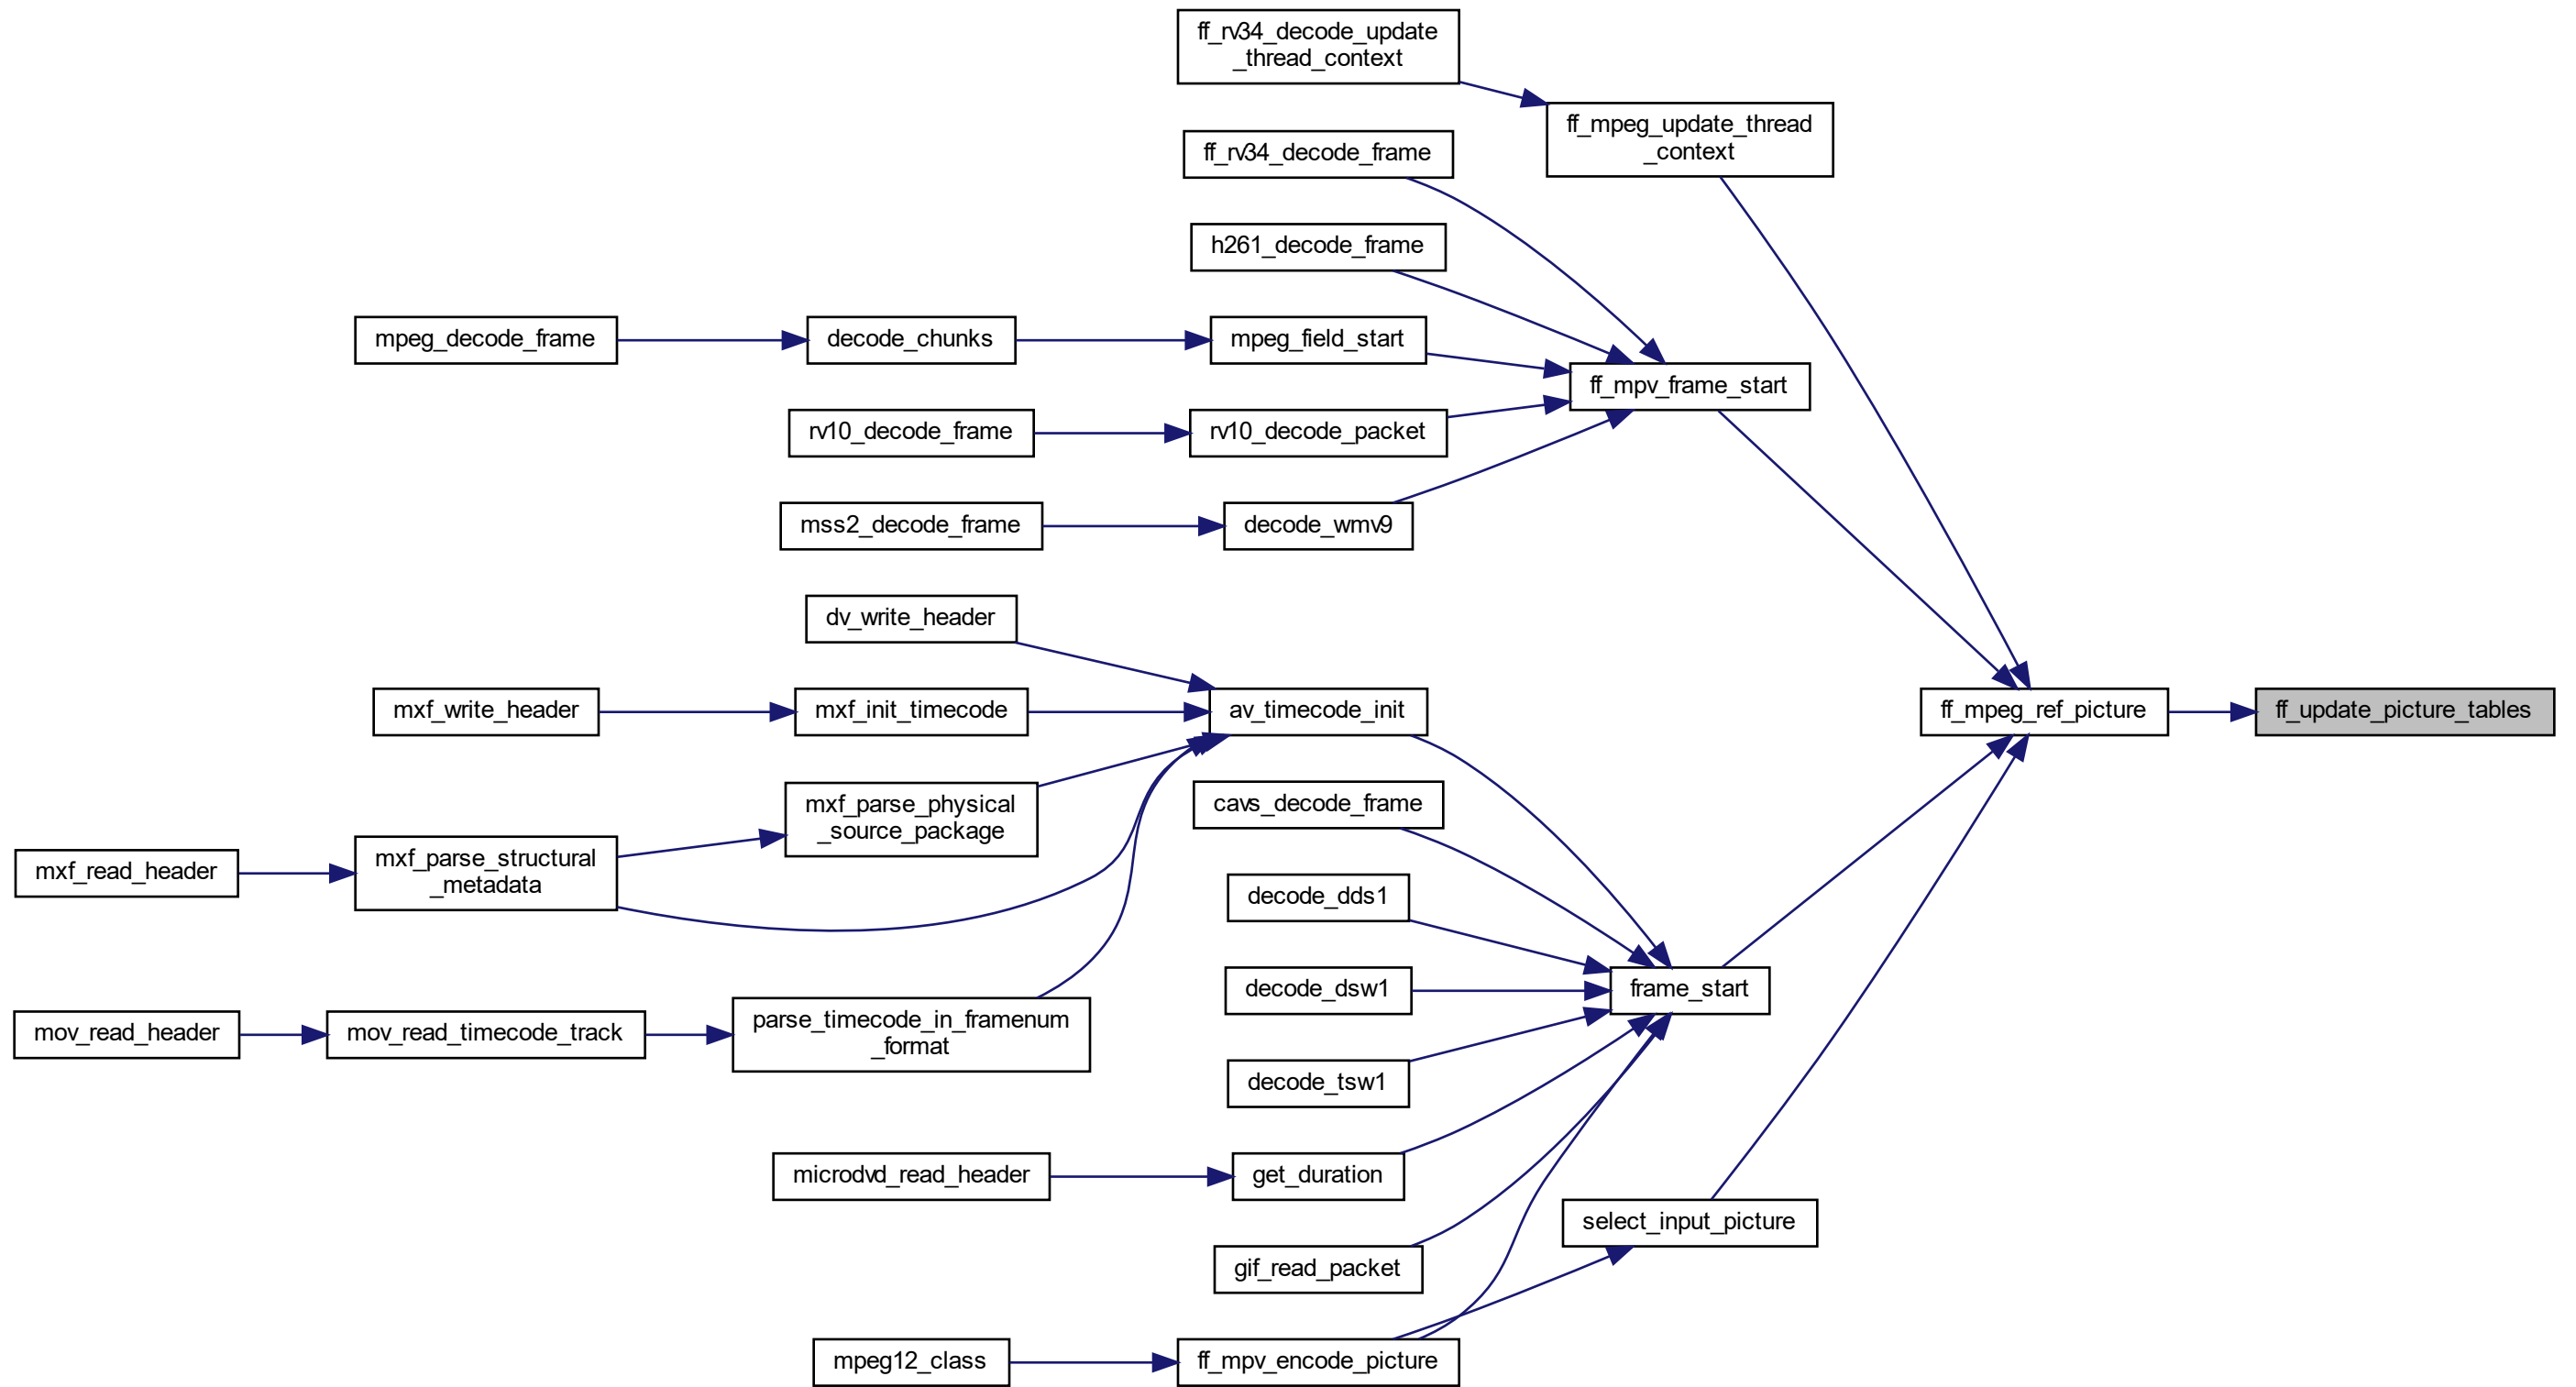 ff_rv34_decode_update
_thread_context
ff_mpeg_update_thread
_context
ff_rv34_decode_frame
h261_decode_frame
mpeg_decode_frame
decode_chunks
mpeg_field_start
ff_mpv_frame_start
rv10_decode_frame
rv10_decode_packet
mss2_decode_frame
decode_wmv9
dv_write_header
mxf_write_header
mxf_init_timecode
av_timecode_init
ff_mpeg_ref_picture
ff_update_picture_tables
cavs_decode_frame
mxf_parse_physical
_source_package
mxf_read_header
mxf_parse_structural
_metadata
decode_dds1
decode_dsw1
frame_start
mov_read_header
mov_read_timecode_track
parse_timecode_in_framenum
_format
decode_tsw1
microdvd_read_header
get_duration
select_input_picture
gif_read_packet
mpeg12_class
ff_mpv_encode_picture